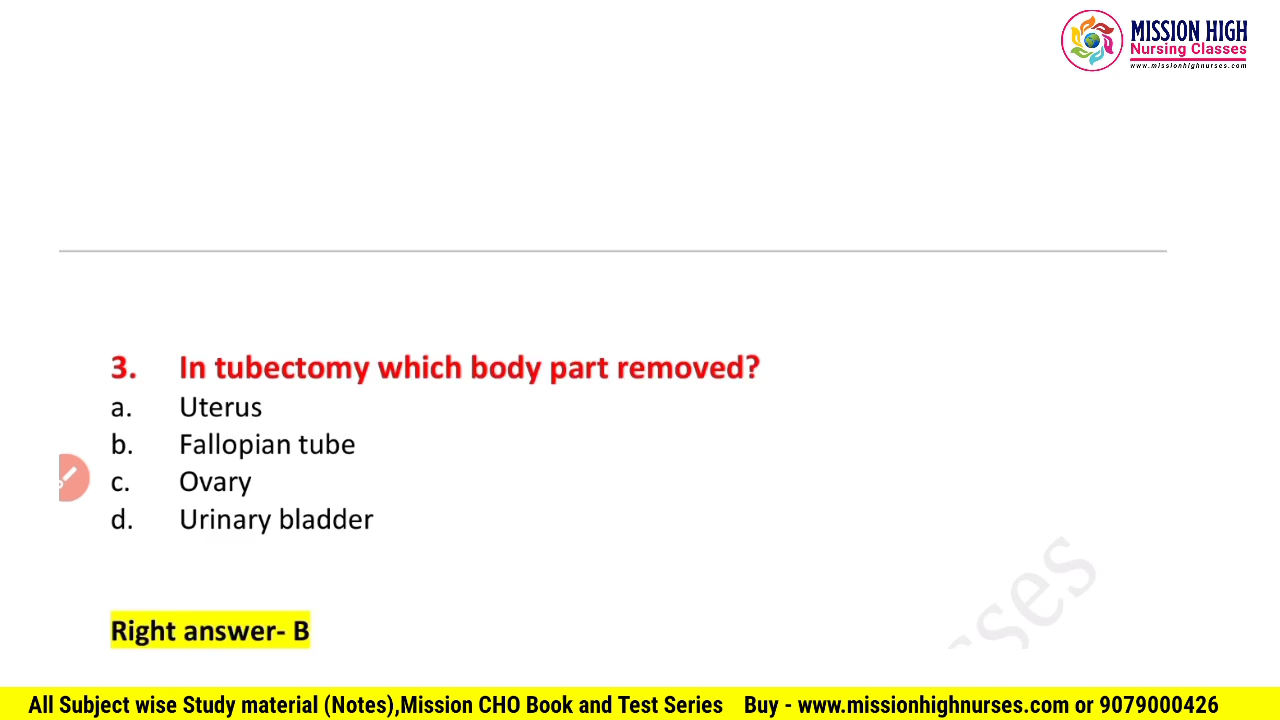 MISSION HIGH
Nursing Classes
www.missionhighnurses.com
3. In tubectomy which body part removed?
a. Uterus
b. Fallopian tube
c. Ovary
d. Urinary bladder
Right answer- B
All Subject wise Study material (Notes),Mission CHO Book and Test Series Buy - www.missionhighnurses.com or 9079000426